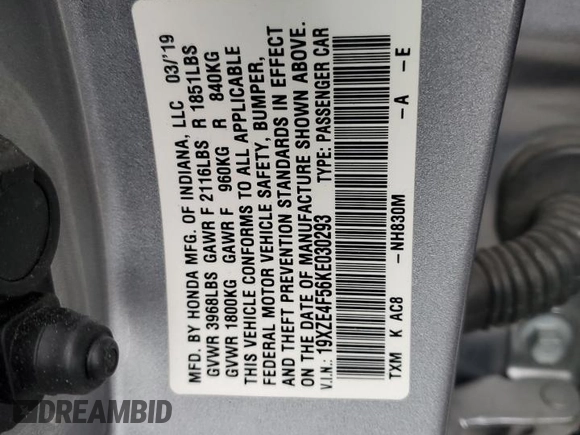 MFD. BY HONDA MFG. OF INDIANA, LLC 03/'19
GVWR 3968LBS GAWR F 2116LBS R 1851LBS
GVWR 1800KG GAWR F 960KG R 840KG
THIS VEHICLE CONFORMS TO ALL APPLICABLE
FEDERAL MOTOR VEHICLE SAFETY, BUMPER,
AND THEFT PREVENTION STANDARDS IN EFFECT
ON THE DATE OF MANUFACTURE SHOWN ABOVE.
V.I.N.: 19XZE4F56KE030293 TYPE: PASSENGER CAR
TXM K AC8 -NH830M -A -E
DREAMBID